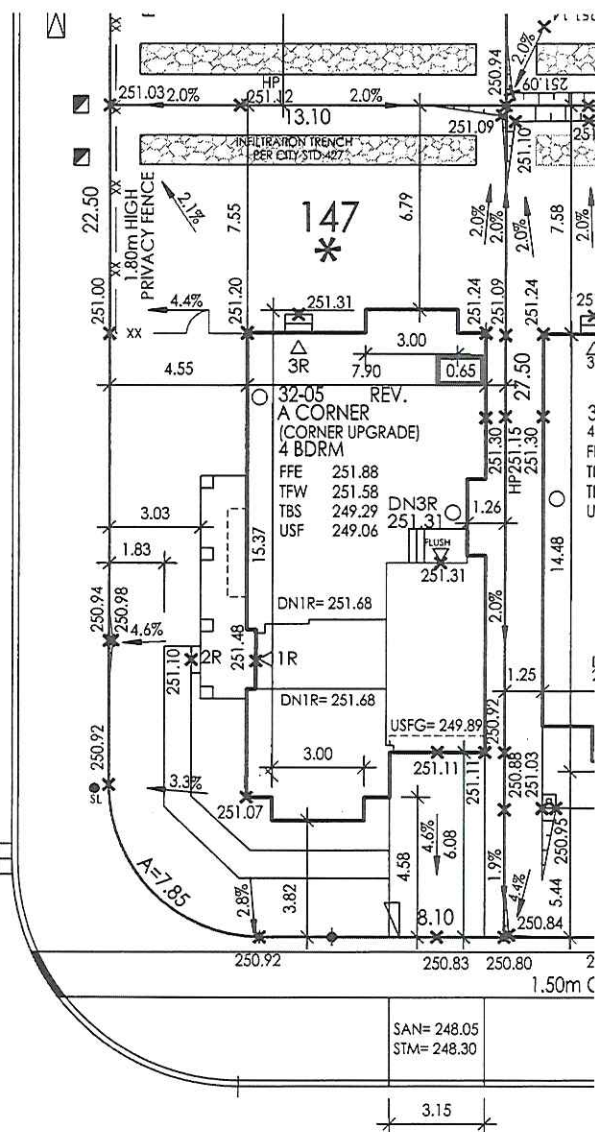 XX
HP
251.03
2.0%
251.12
2.0%
13.10
250.94
2.0%
251.09
251.09
251.10
INFILTRATION TRENCH
PER CITY STD 427
XX
22.50
1.80m HIGH
PRIVACY FENCE
2.1%
7.55
147
*
6.79
2.0%
2.0%
2.0%
7.58
2.0%
XX
251.00
4.4%
251.20
251.31
251.24
251.09
251.24
XX
3R
3.00
4.55
7.90
0.65
27.50
32-05 REV.
A CORNER
(CORNER UPGRADE)
4 BDRM
FFE 251.88
TFW 251.58
TBS 249.29
USF 249.06
251.30
HP251.15
251.30
DN3R
251.31
1.26
FLUSH
251.31
3.03
1.83
15.37
14.48
DN1R= 251.68
2.0%
250.94
250.98
4.6%
251.10
2R
251.48
1R
1.25
DN1R= 251.68
USFG= 249.89
250.92
250.92
3.00
251.11
251.11
250.88
251.03
3.3%
SL
251.07
250.95
A=7.85
4.58
4.6%
6.08
1.9%
4.4%
5.44
2.8%
3.82
8.10
250.84
250.92
250.83
250.80
1.50m
SAN= 248.05
STM= 248.30
3.15